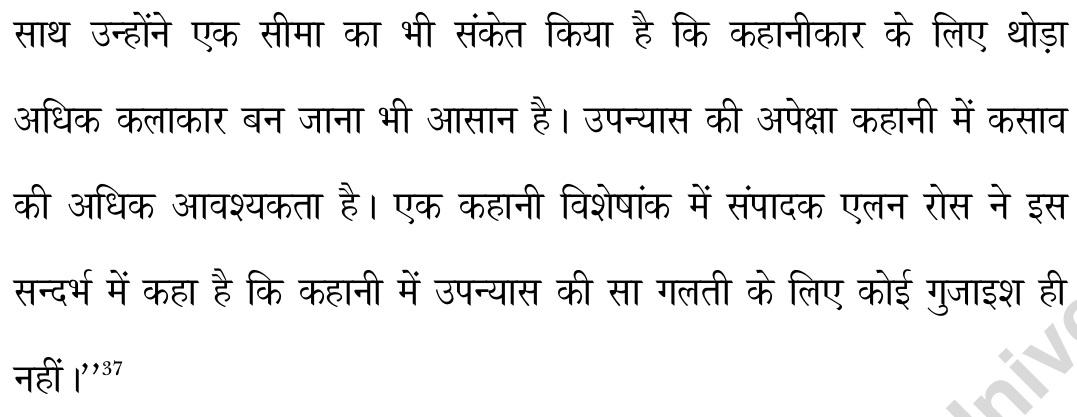 साथ उन्होंने एक सीमा का भी संकेत किया है कि कहानीकार के लिए थोड़ा
अधिक कलाकार बन जाना भी आसान है। उपन्यास की अपेक्षा कहानी में कसाव
की अधिक आवश्यकता है। एक कहानी विशेषांक में संपादक एलन रोस ने इस
सन्दर्भ में कहा है कि कहानी में उपन्यास की सा गलती के लिए कोई गुजाइश ही
नहीं।’’37